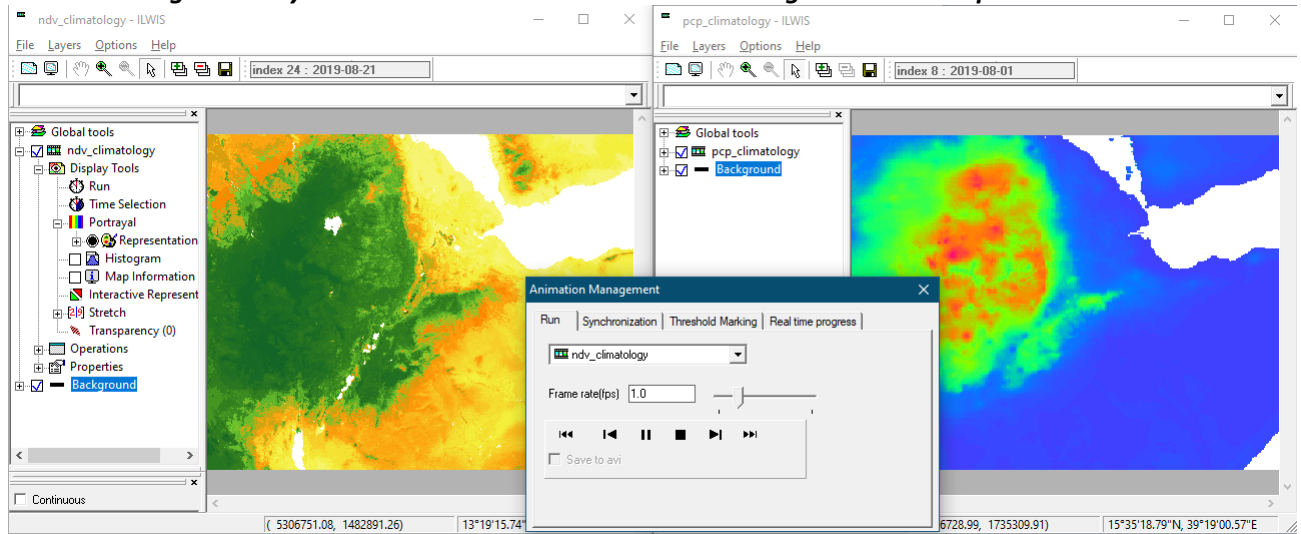 ndv_climatology - ILWIS
File Layers Options Help
index 24 : 2019-08-21
Global tools
ndv_climatology
Display Tools
Run
Time Selection
Portrayal
Representation
Histogram
Map Information
Interactive Represent
Stretch
Transparency (0)
Operations
Properties
Background
Continuous
( 5306751.08, 1482891.26)
13°19'15.74"
pcp_climatology - ILWIS
File Layers Options Help
index 8 : 2019-08-01
Global tools
pcp_climatology
Background
Animation Management
Run Synchronization Threshold Marking Real time progress
ndv_climatology
Frame rate(fps) 1.0
Save to avi
6728.99, 1735309.91)
15°35'18.79"N, 39°19'00.57"E